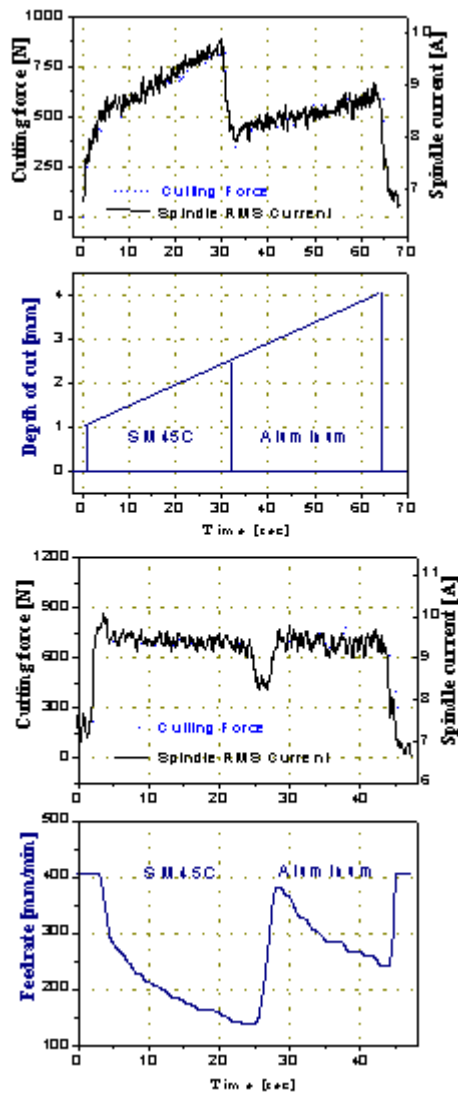 1000
750
500
250
0
Cutting force [N]
10
9
8
7
Spindle current [A]
Cutting Force
Spindle RMS Current
0 10 20 30 40 50 60 70
4
3
2
1
0
Depth of cut [mm]
SM45C
Aluminum
0 10 20 30 40 50 60 70
Time [sec]
1200
900
600
300
0
Cutting force [N]
11
10
9
8
7
6
Spindle current [A]
Cutting Force
Spindle RMS Current
0 10 20 30 40
500
400
300
200
100
Feedrate [mm/min]
SM45C
Aluminum
0 10 20 30 40
Time [sec]